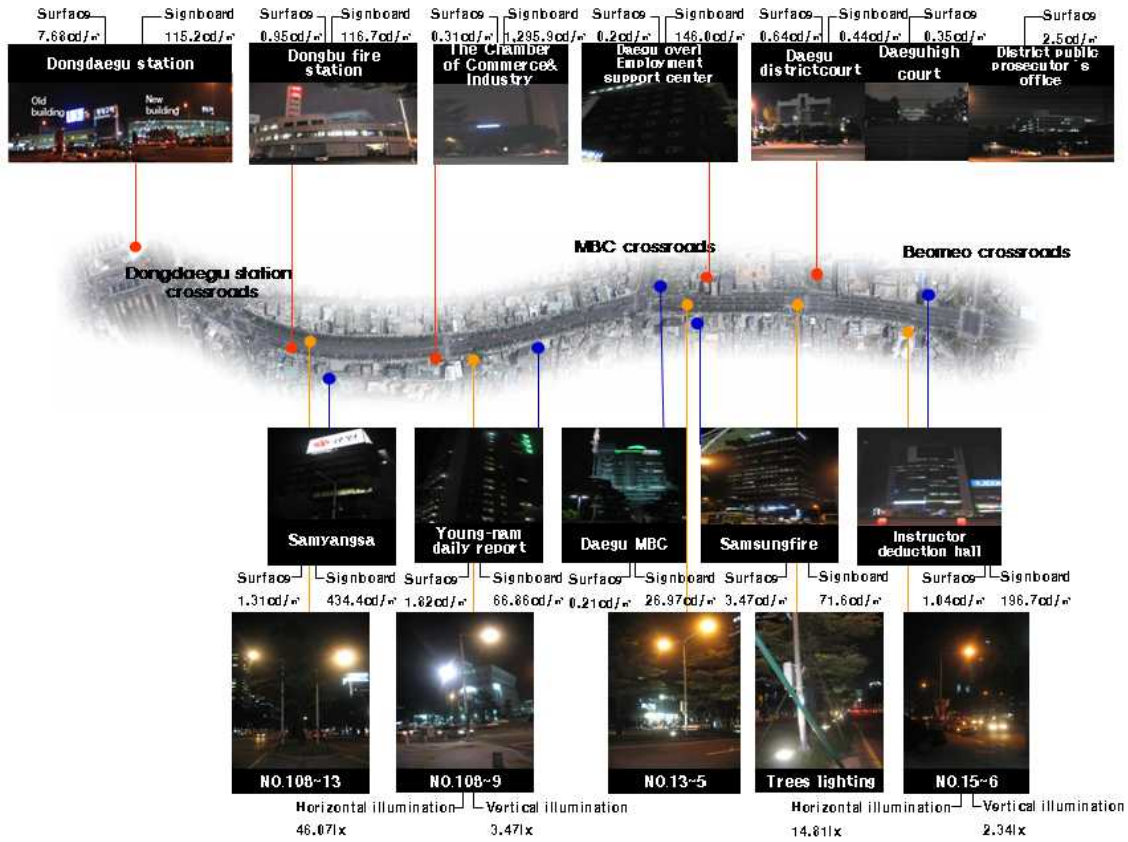 Surface Signboard Surface Signboard Surface Signboard Surface Signboard Surface Surface Surface
7.68cd/㎡ 115.2cd/㎡ 0.95cd/㎡ 116.7cd/㎡ 0.31cd/㎡ 1,295.9cd/㎡ 0.2cd/㎡ 146.0cd/㎡ 0.64cd/㎡ 0.44cd/㎡ 0.35cd/㎡ 2.5cd/㎡
Dongdaegu station
Dongbu fire
station
The Chamber
of Commerce&
Industry
Daegu overl
Employment
support center
Daegu
districtcourt
Daeguhigh
court
District public
prosecutor´s
office
Old
building
New
building
MBC crossroads
Beomeo crossroads
Dongdaegu station
crossroads
Samyangsa
Young-nam
daily report
Daegu MBC
Samsungfire
Instructor
deduction hall
Surface Signboard Surface Signboard Surface Signboard Surface Signboard Surface Signboard
1.31cd/㎡ 434.4cd/㎡ 1.82cd/㎡ 66.86cd/㎡ 0.21cd/㎡ 26.97cd/㎡ 3.47cd/㎡ 71.6cd/㎡ 1.04cd/㎡ 196.7cd/㎡
NO.108~13
NO.108~9
NO.13~5
Trees lighting
NO.15~6
Horizontal illumination Vertical illumination Horizontal illumination Vertical illumination
46.07lx 3.47lx 14.81lx 2.34lx